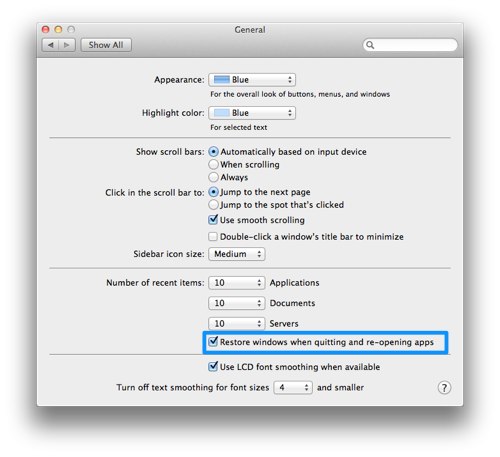 General
Show All
Appearance: Blue
For the overall look of buttons, menus, and windows
Highlight color: Blue
For selected text
Show scroll bars: Automatically based on input device
When scrolling
Always
Click in the scroll bar to: Jump to the next page
Jump to the spot that's clicked
Use smooth scrolling
Double-click a window's title bar to minimize
Sidebar icon size: Medium
Number of recent items: 10 Applications
10 Documents
10 Servers
Restore windows when quitting and re-opening apps
Use LCD font smoothing when available
Turn off text smoothing for font sizes 4 and smaller ?